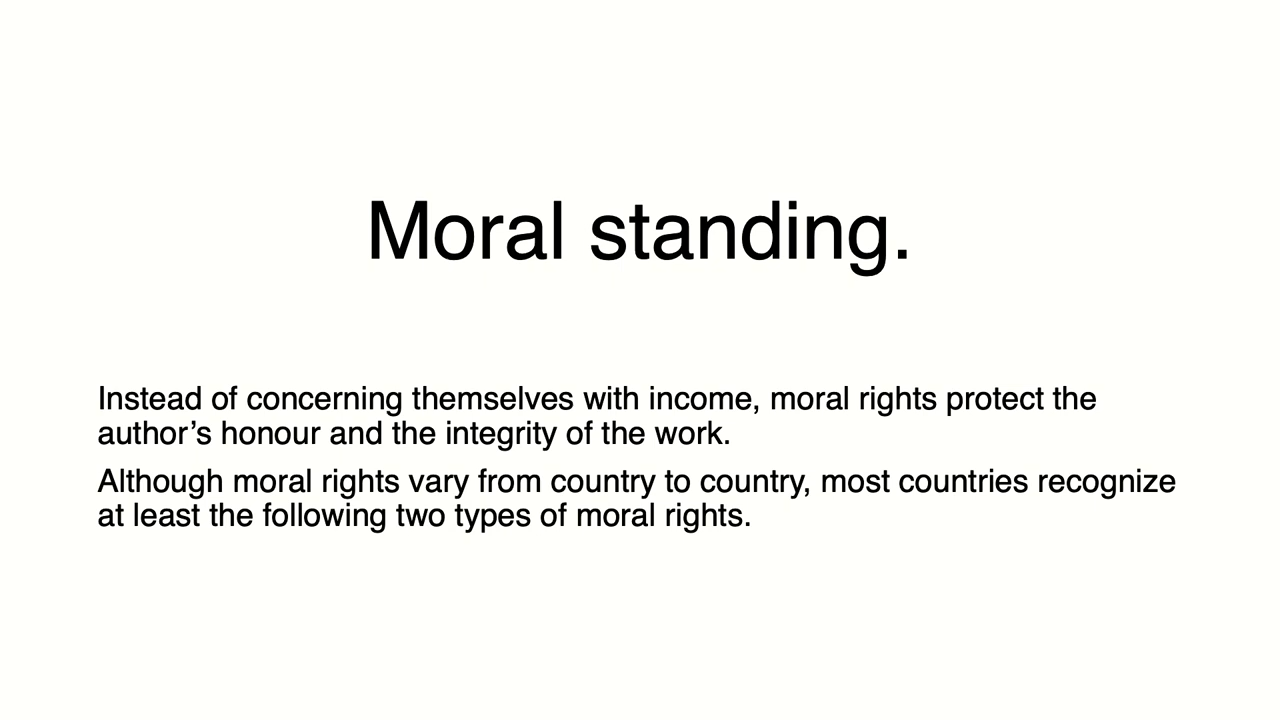 Moral standing.
Instead of concerning themselves with income, moral rights protect the
author’s honour and the integrity of the work.
Although moral rights vary from country to country, most countries recognize
at least the following two types of moral rights.